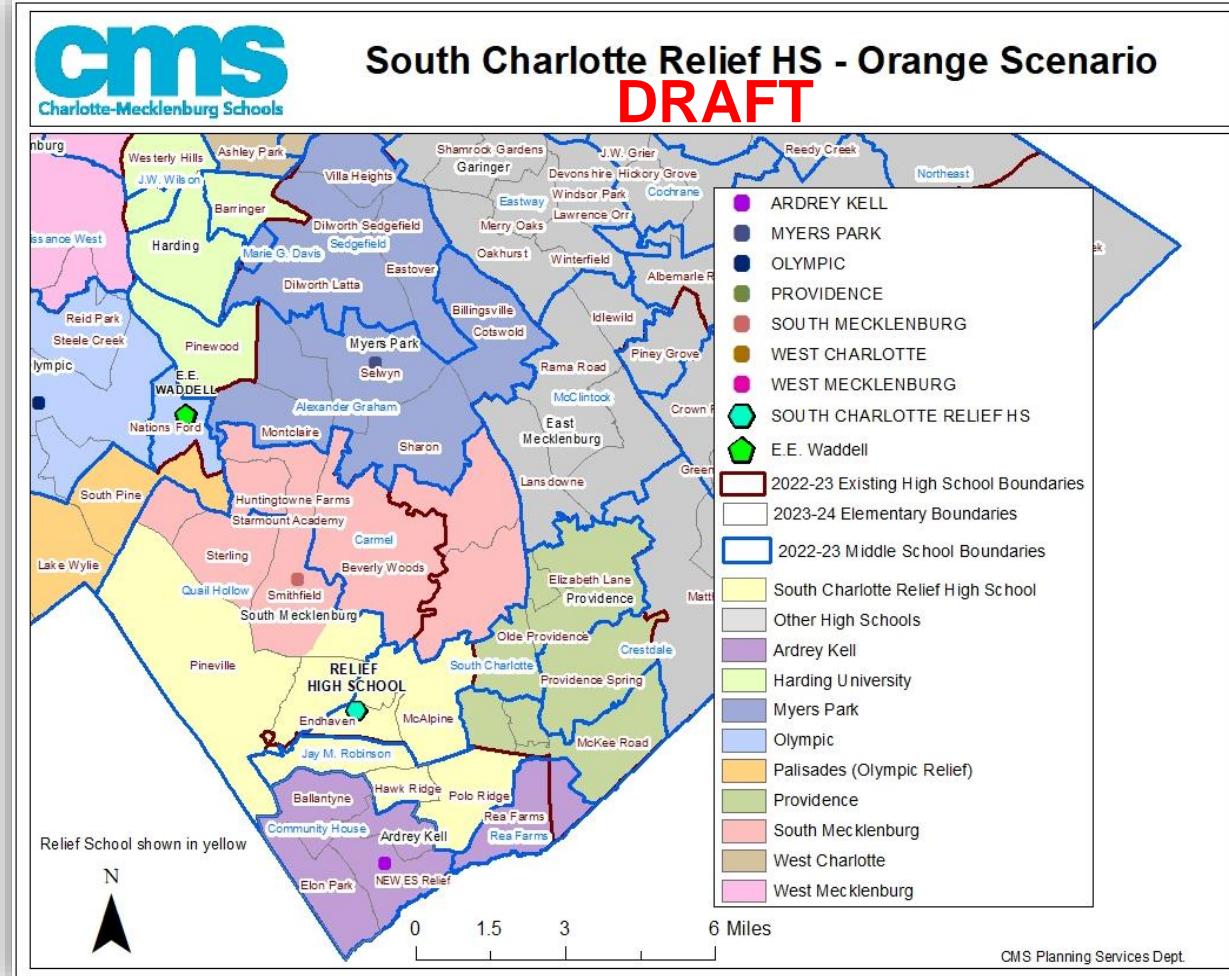 cms
Charlotte-Mecklenburg Schools
South Charlotte Relief HS - Orange Scenario
DRAFT
nburg
Westerly Hills
Ashley Park
J.W. Wilson
Barringer
Harding
issance West
Villa Heights
Dilworth Sedgefield
Sedgefield
Marie G. Davis
Eastover
Dilworth Latta
Shamrock Gardens
Garinger
J.W. Grier
Devonshire
Hickory Grove
Eastway
Windsor Park
Cochrane
Lawrence Orr
Merry Oaks
Oakhurst
Winterfield
Reedy Creek
Northeast
ek
Albemarle R
Billingsville
Cotswold
Idlewild
Piney Grove
Reid Park
Steele Creek
lympic
Pinewood
E.E.
WADDELL
Nations Ford
Myers Park
Selwyn
Alexander Graham
Montclaire
Sharon
Rama Road
McClintock
East
Mecklenburg
Crown P
Green
Lansdowne
South Pine
Lake Wylie
Huntingtowne Farms
Starmount Academy
Sterling
Carmel
Beverly Woods
Quail Hollow
Smithfield
South Mecklenburg
Elizabeth Lane
Providence
Matt
Olde Providence
Crestdale
South Charlotte
Providence Spring
Pineville
RELIEF
HIGH SCHOOL
Endhaven
McAlpine
McKee Road
Jay M. Robinson
Ballantyne
Hawk Ridge
Polo Ridge
Rea Farms
Community House
Ardrey Kell
Rea Farms
Elon Park
NEW ES Relief
ARDREY KELL
MYERS PARK
OLYMPIC
PROVIDENCE
SOUTH MECKLENBURG
WEST CHARLOTTE
WEST MECKLENBURG
SOUTH CHARLOTTE RELIEF HS
E.E. Waddell
2022-23 Existing High School Boundaries
2023-24 Elementary Boundaries
2022-23 Middle School Boundaries
South Charlotte Relief High School
Other High Schools
Ardrey Kell
Harding University
Myers Park
Olympic
Palisades (Olympic Relief)
Providence
South Mecklenburg
West Charlotte
West Mecklenburg
Relief School shown in yellow
N
0 1.5 3 6 Miles
CMS Planning Services Dept.